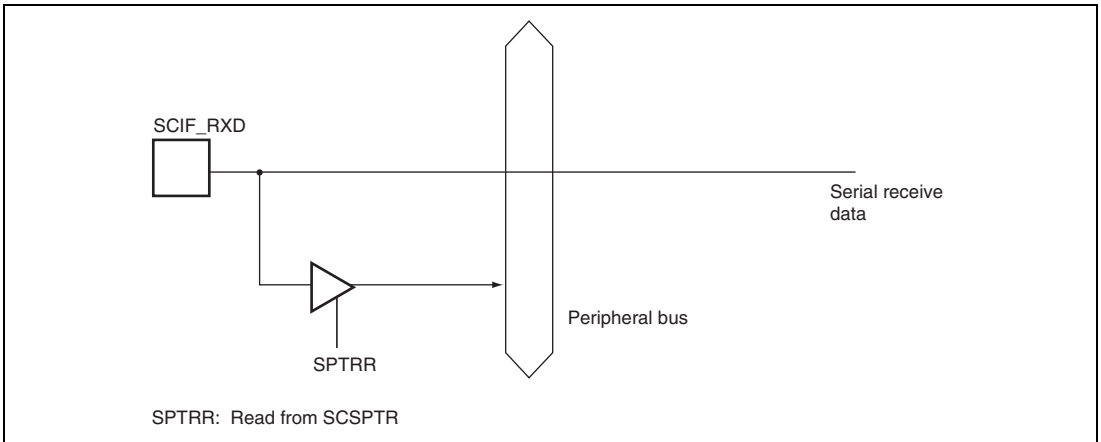 SCIF_RXD
Serial receive
data
Peripheral bus
SPTRR
SPTRR: Read from SCSPTR